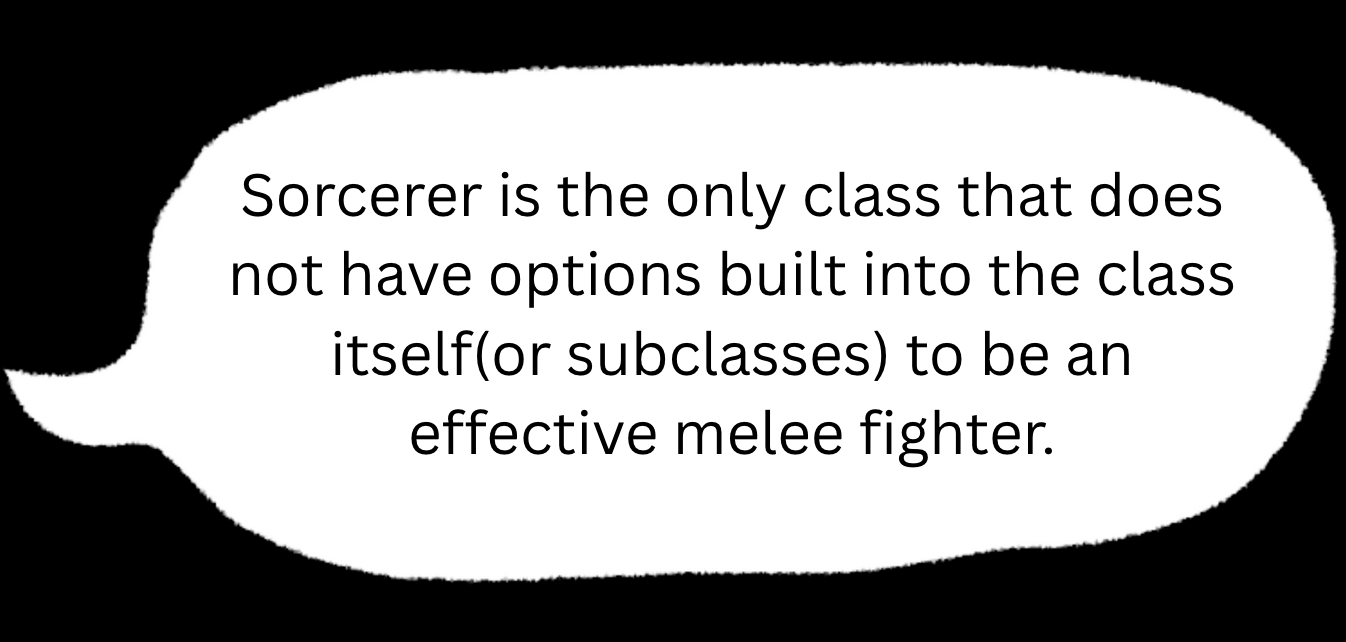 Sorcerer is the only class that does
not have options built into the class
itself(or subclasses) to be an
effective melee fighter.